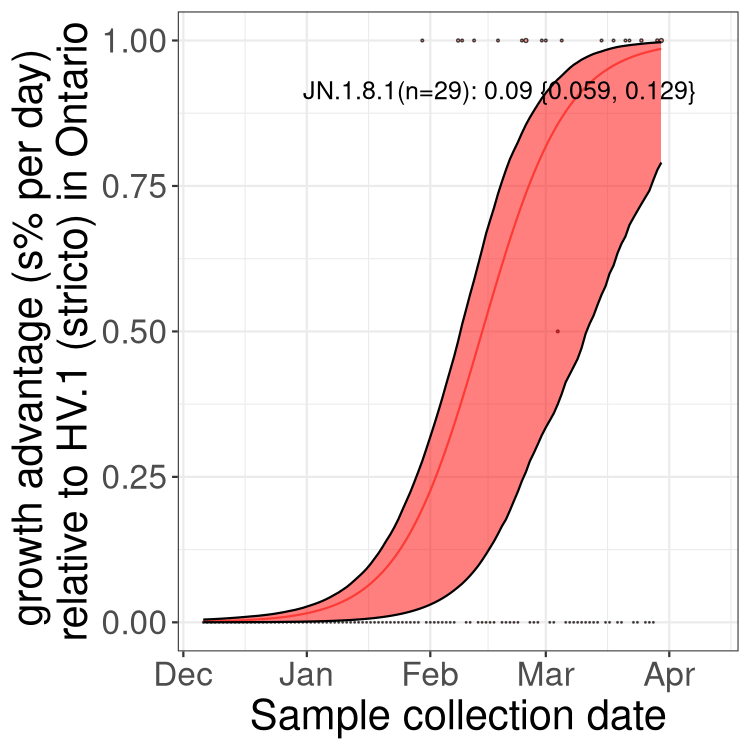 growth advantage (s% per day)
relative to HV.1 (stricto) in Ontario
1.00
0.75
0.50
0.25
0.00
JN.1.8.1(n=29): 0.09 {0.059, 0.129}
Dec Jan Feb Mar Apr
Sample collection date